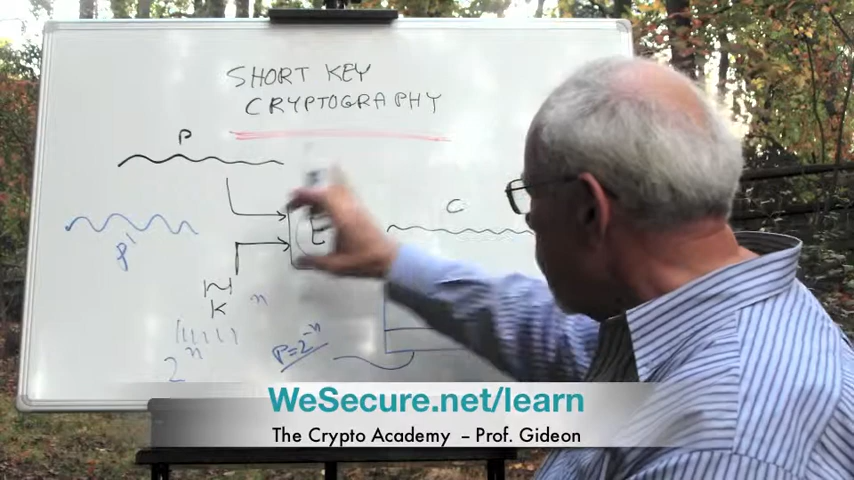 SHORT KEY
CRYPTOGRAPHY
P
C
E
P'
K
n
2^n
P=2^-n
WeSecure.net/learn
The Crypto Academy – Prof. Gideon